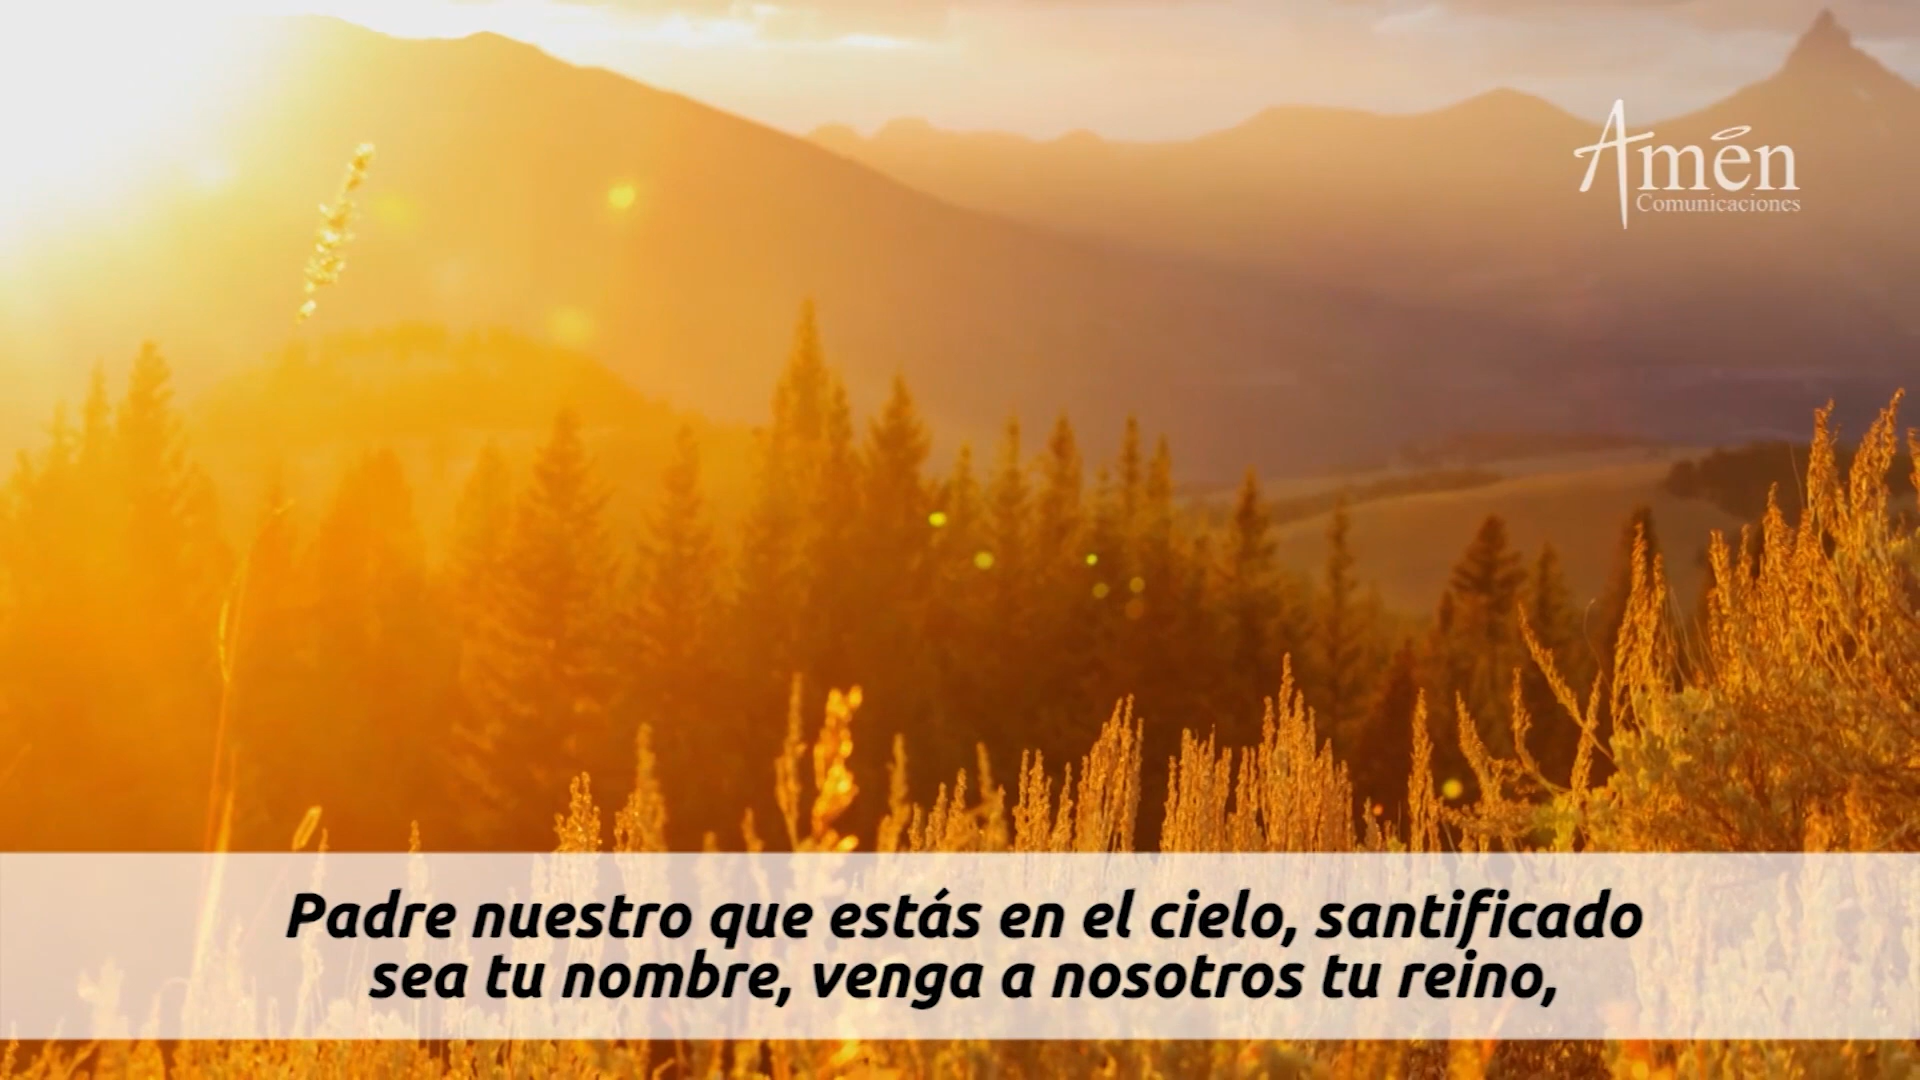 Amén
Comunicaciones
Padre nuestro que estás en el cielo, santificado
sea tu nombre, venga a nosotros tu reino,